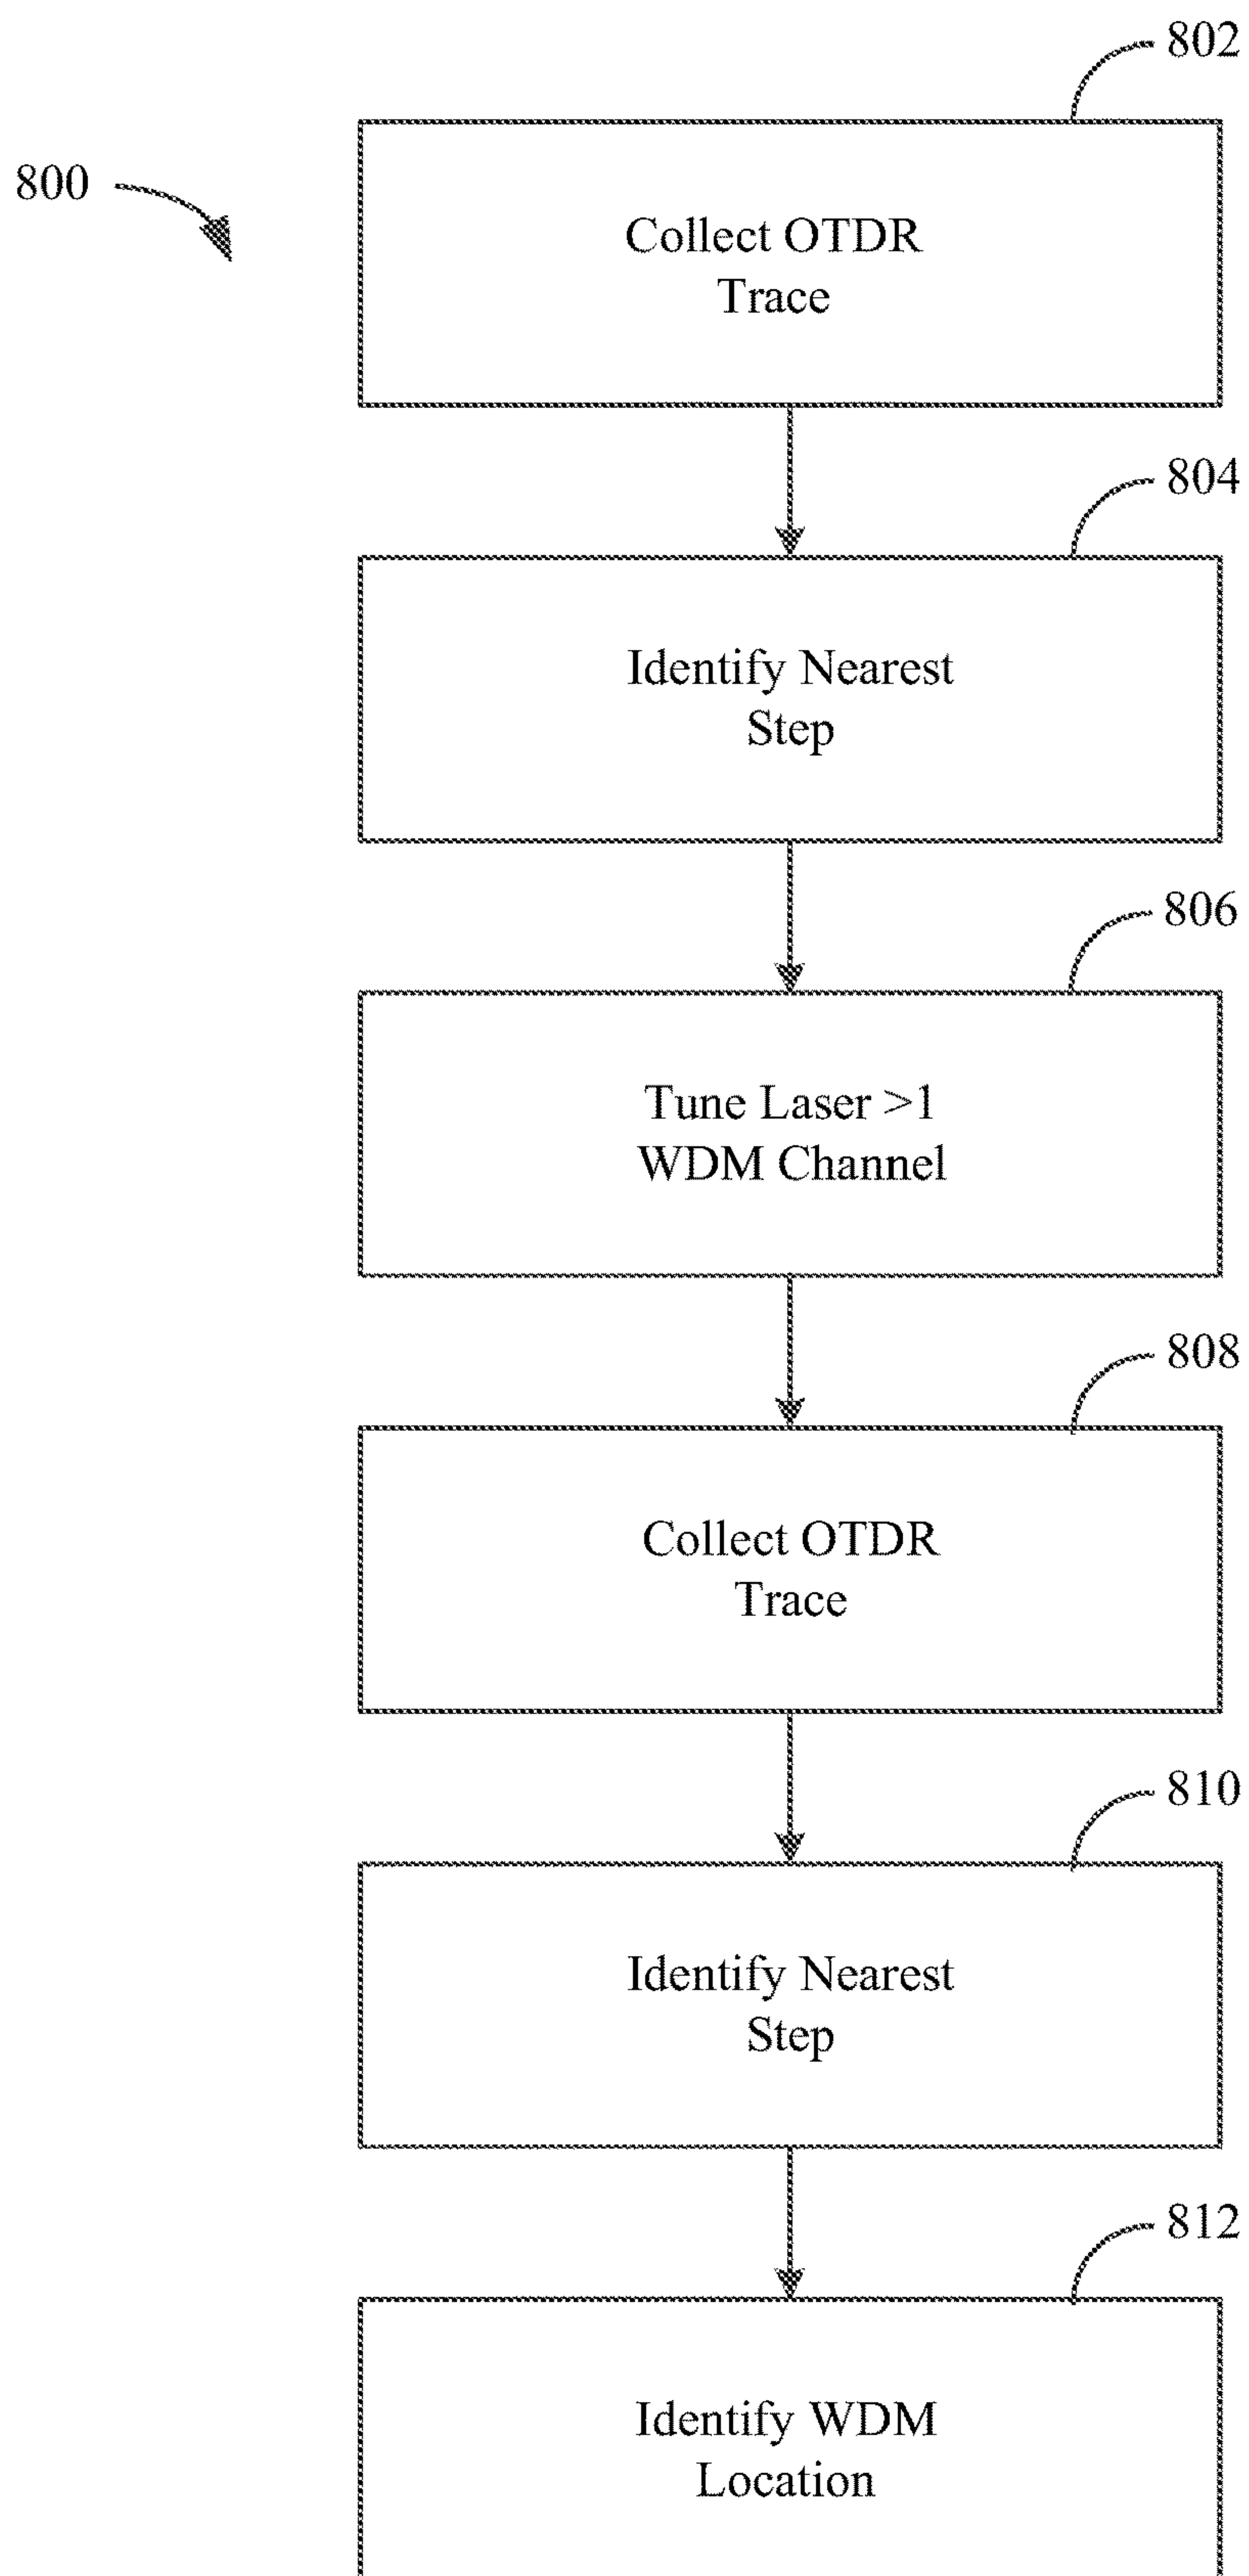 802
800
Collect OTDR
Trace
804
Identify Nearest
Step
806
Tune Laser >1
WDM Channel
808
Collect OTDR
Trace
810
Identify Nearest
Step
812
Identify WDM
Location